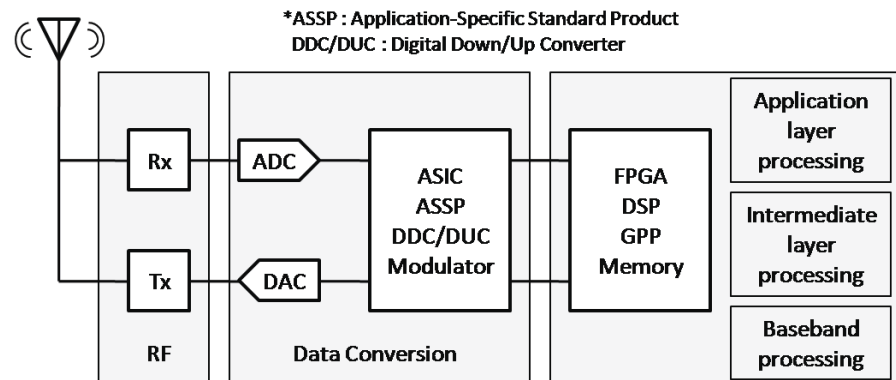 *ASSP : Application-Specific Standard Product
DDC/DUC : Digital Down/Up Converter
Rx
ADC
Tx
DAC
RF
ASIC
ASSP
DDC/DUC
Modulator
Data Conversion
FPGA
DSP
GPP
Memory
Application
layer
processing
Intermediate
layer
processing
Baseband
processing